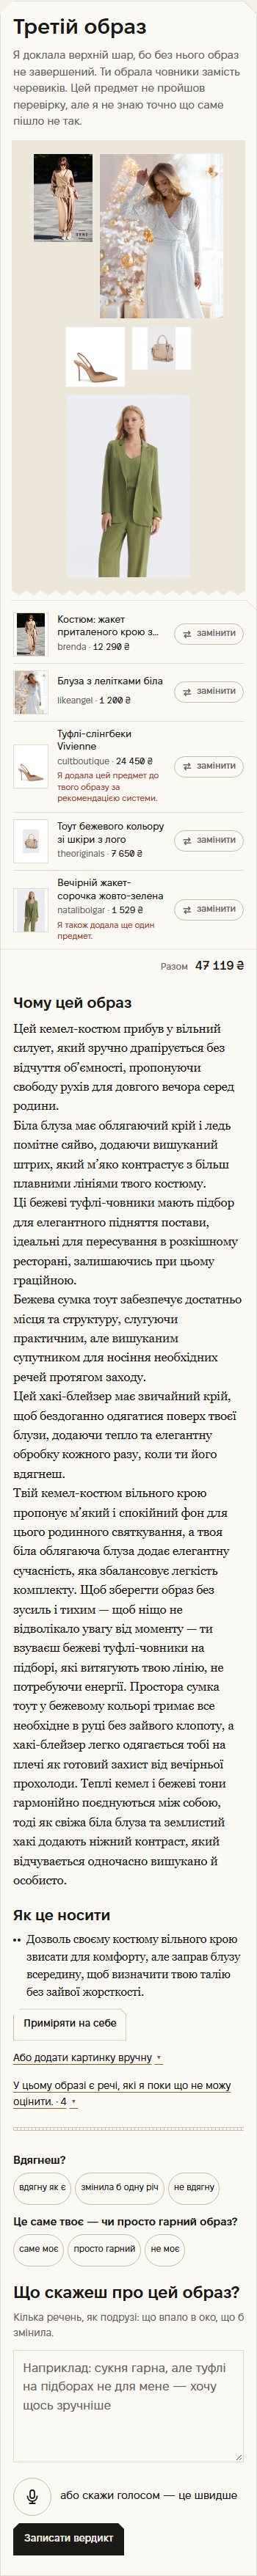 Третій образ
Я доклала верхній шар, бо без нього образ
не завершений. Ти обрала човники замість
черевиків. Цей предмет не пройшов
перевірку, але я не знаю точно що саме
пішло не так.
Костюм: жакет
приталеного крою з...
brenda · 12 290 ₴
замінити
Блуза з лелітками біла
likeangel · 1 200 ₴
замінити
Туфлі-слінгбеки
Vivienne
cultboutique · 24 450 ₴
Я додала цей предмет до
твого образу за
рекомендацією системи.
замінити
Тоут бежевого кольору
зі шкіри з лого
theoriginals · 7 650 ₴
замінити
Вечірній жакет-
сорочка жовто-зелена
natalibolgar · 1 529 ₴
Я також додала ще один
предмет.
замінити
Разом 47 119 ₴
Чому цей образ
Цей кемел-костюм прибув у вільний
силует, який зручно драпірується без
відчуття об’ємності, пропонуючи
свободу рухів для довгого вечора серед
родини.
Біла блуза має облягаючий крій і ледь
помітне сяйво, додаючи вишуканий
штрих, який м’яко контрастує з більш
плавними лініями твого костюму.
Ці бежеві туфлі-човники мають підбор
для елегантного підняття постави,
ідеальні для пересування в розкішному
ресторані, залишаючись при цьому
граційною.
Бежева сумка тоут забезпечує достатньо
місця та структуру, слугуючи
практичним, але вишуканим
супутником для носіння необхідних
речей протягом заходу.
Цей хакі-блейзер має звичайний крій,
щоб бездоганно одягатися поверх твоєї
блузи, додаючи тепло та елегантну
обробку кожного разу, коли ти його
вдягнеш.
Твій кемел-костюм вільного крою
пропонує м’який і спокійний фон для
цього родинного святкування, а твоя
біла облягаюча блуза додає елегантну
сучасність, яка збалансовує легкість
комплекту. Щоб зберегти образ без
зусиль і тихим — щоб ніщо не
відволікало увагу від моменту — ти
взуваєш бежеві туфлі-човники на
підборі, які витягують твою лінію, не
потребуючи енергії. Простора сумка
тоут у бежевому кольорі тримає все
необхідне в руці без зайвого клопоту, а
хакі-блейзер легко одягається тобі на
плечі як готовий захист від вечірньої
прохолоди. Теплі кемел і бежеві тони
гармонійно поєднуються між собою,
тоді як свіжа біла блуза та землистий
хакі додають ніжний контраст, який
відчувається одночасно вишукано й
особисто.
Як це носити
Дозволь своєму костюму вільного крою
звисати для комфорту, але заправ блузу
всередину, щоб визначити твою талію
без зайвої жорсткості.
Приміряти на себе
Або додати картинку вручну
У цьому образі є речі, які я поки що не можу
оцінити. · 4
Вдягнеш?
вдягну як є
змінила б одну річ
не вдягну
Це саме твоє — чи просто гарний образ?
саме моє
просто гарний
не моє
Що скажеш про цей образ?
Кілька речень, як подрузі: що впало в око, що б
змінила.
Наприклад: сукня гарна, але туфлі
на підборах не для мене — хочу
щось зручніше
або скажи голосом — це швидше
Записати вердикт